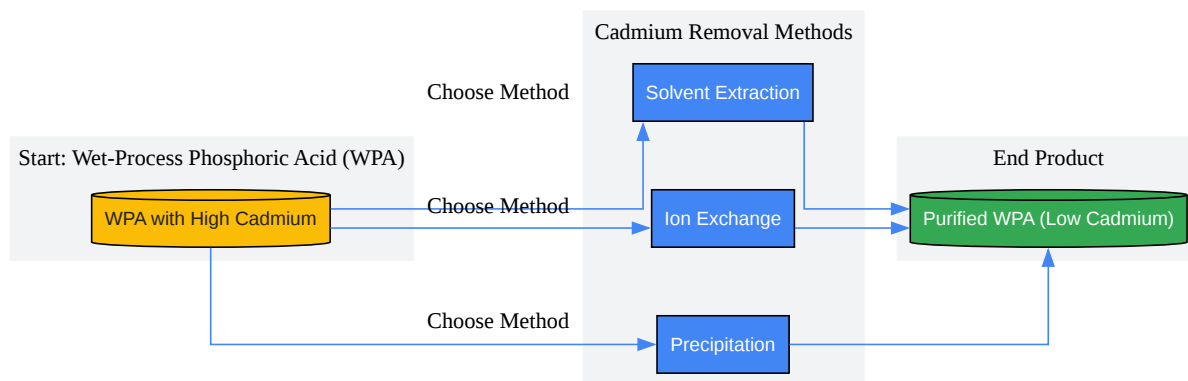 Cadmium Removal Methods
Choose Method
Solvent Extraction
Start: Wet-Process Phosphoric Acid (WPA)
End Product
WPA with High Cadmium
Choose Method
Ion Exchange
Purified WPA (Low Cadmium)
Choose Method
Precipitation